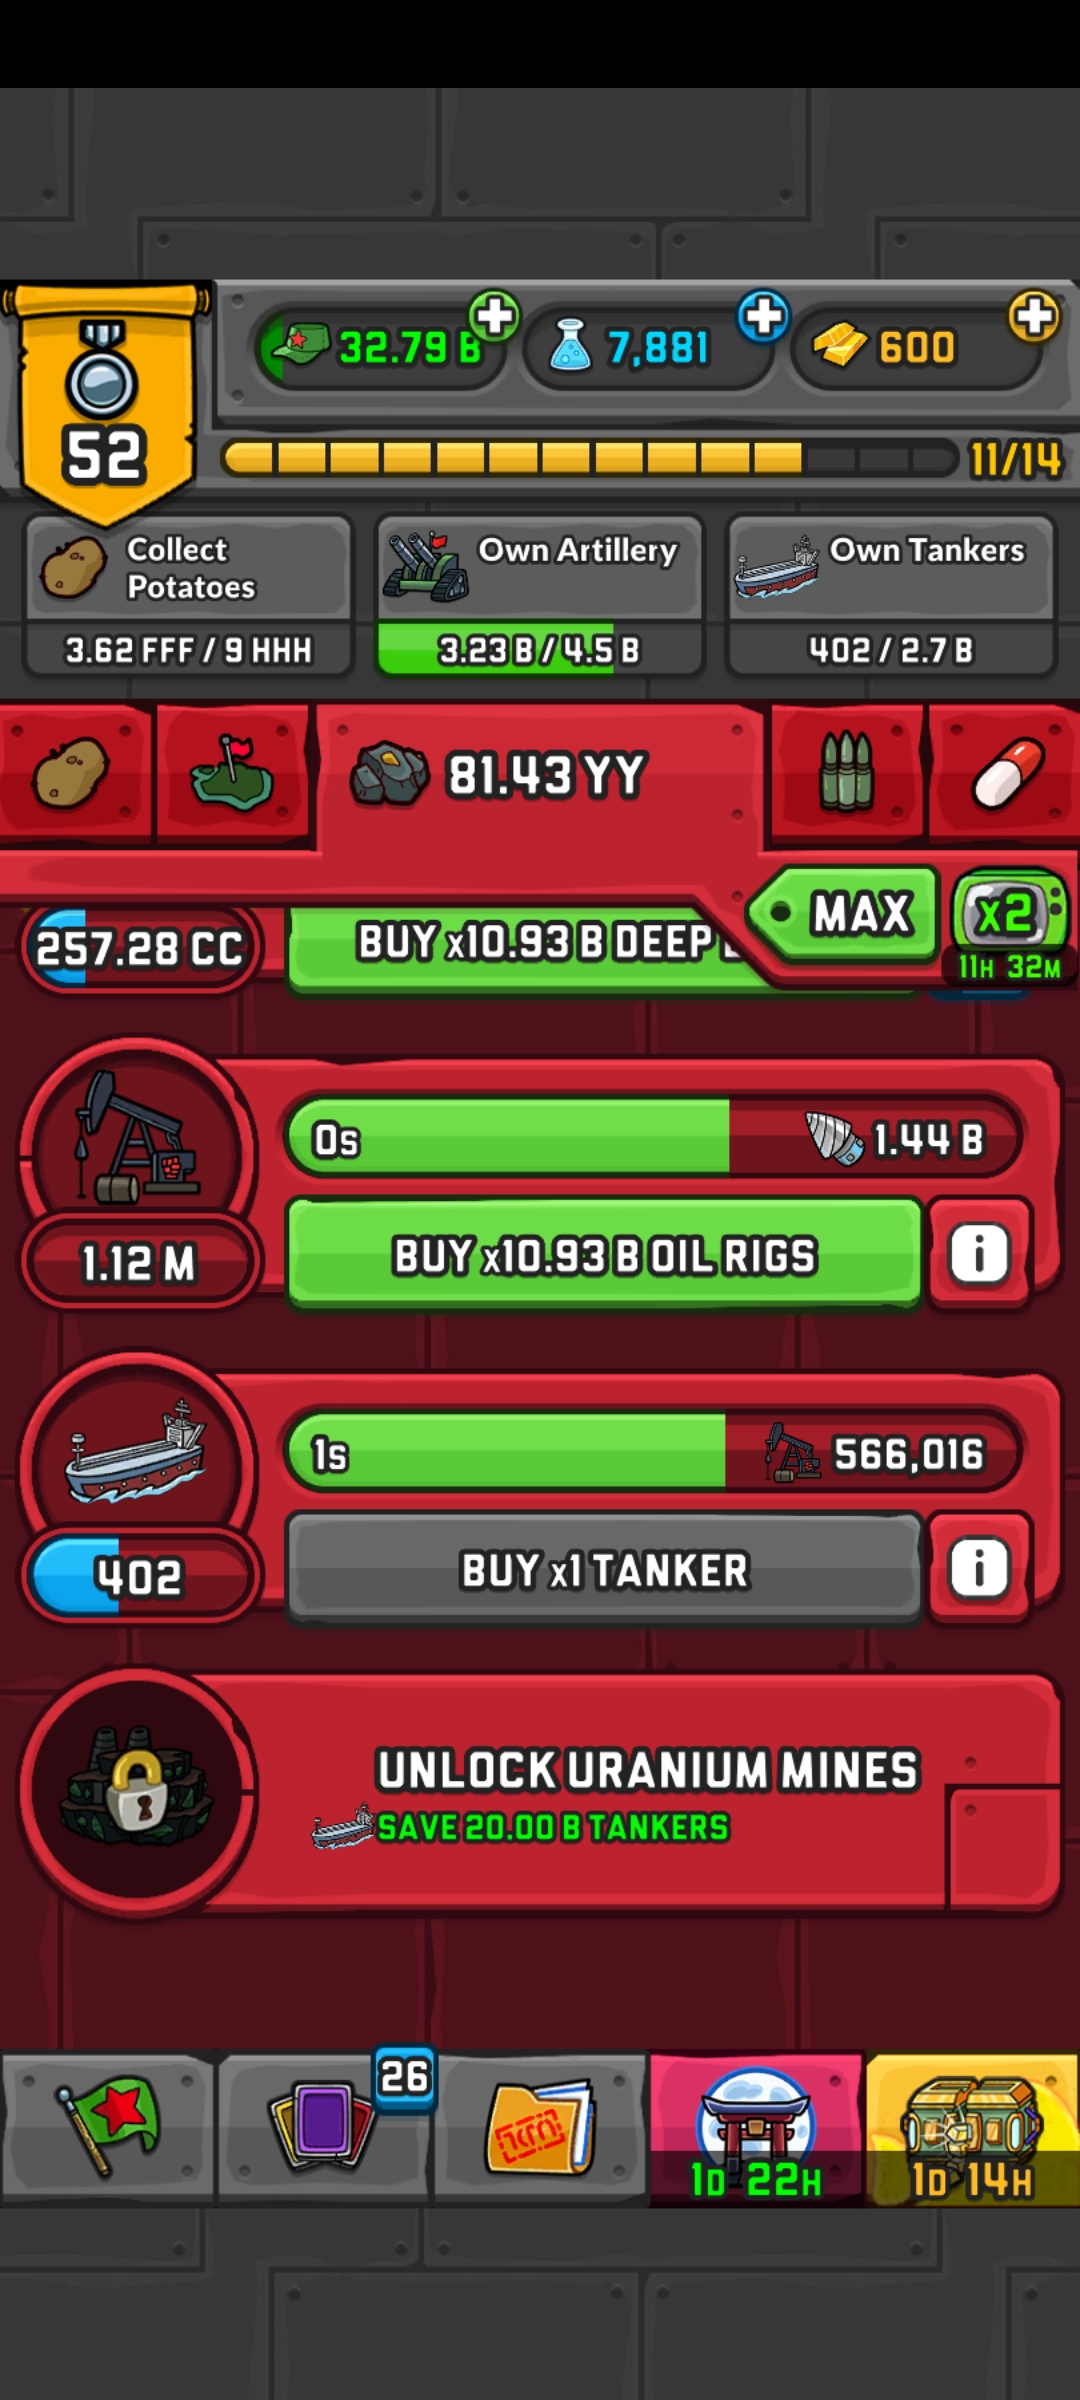 32.79 B
7,881
600
52
11/14
Collect
Potatoes
3.62 FFF / 9 HHH
Own Artillery
3.23 B / 4.5 B
Own Tankers
402 / 2.7 B
81.43 YY
MAX
x2
11H 32M
257.28 CC
BUY x10.93 B DEEP
0s
1.44 B
1.12 M
BUY x10.93 B OIL RIGS
i
1s
566,016
402
BUY x1 TANKER
i
UNLOCK URANIUM MINES
SAVE 20.00 B TANKERS
26
1D 22H
1D 14H